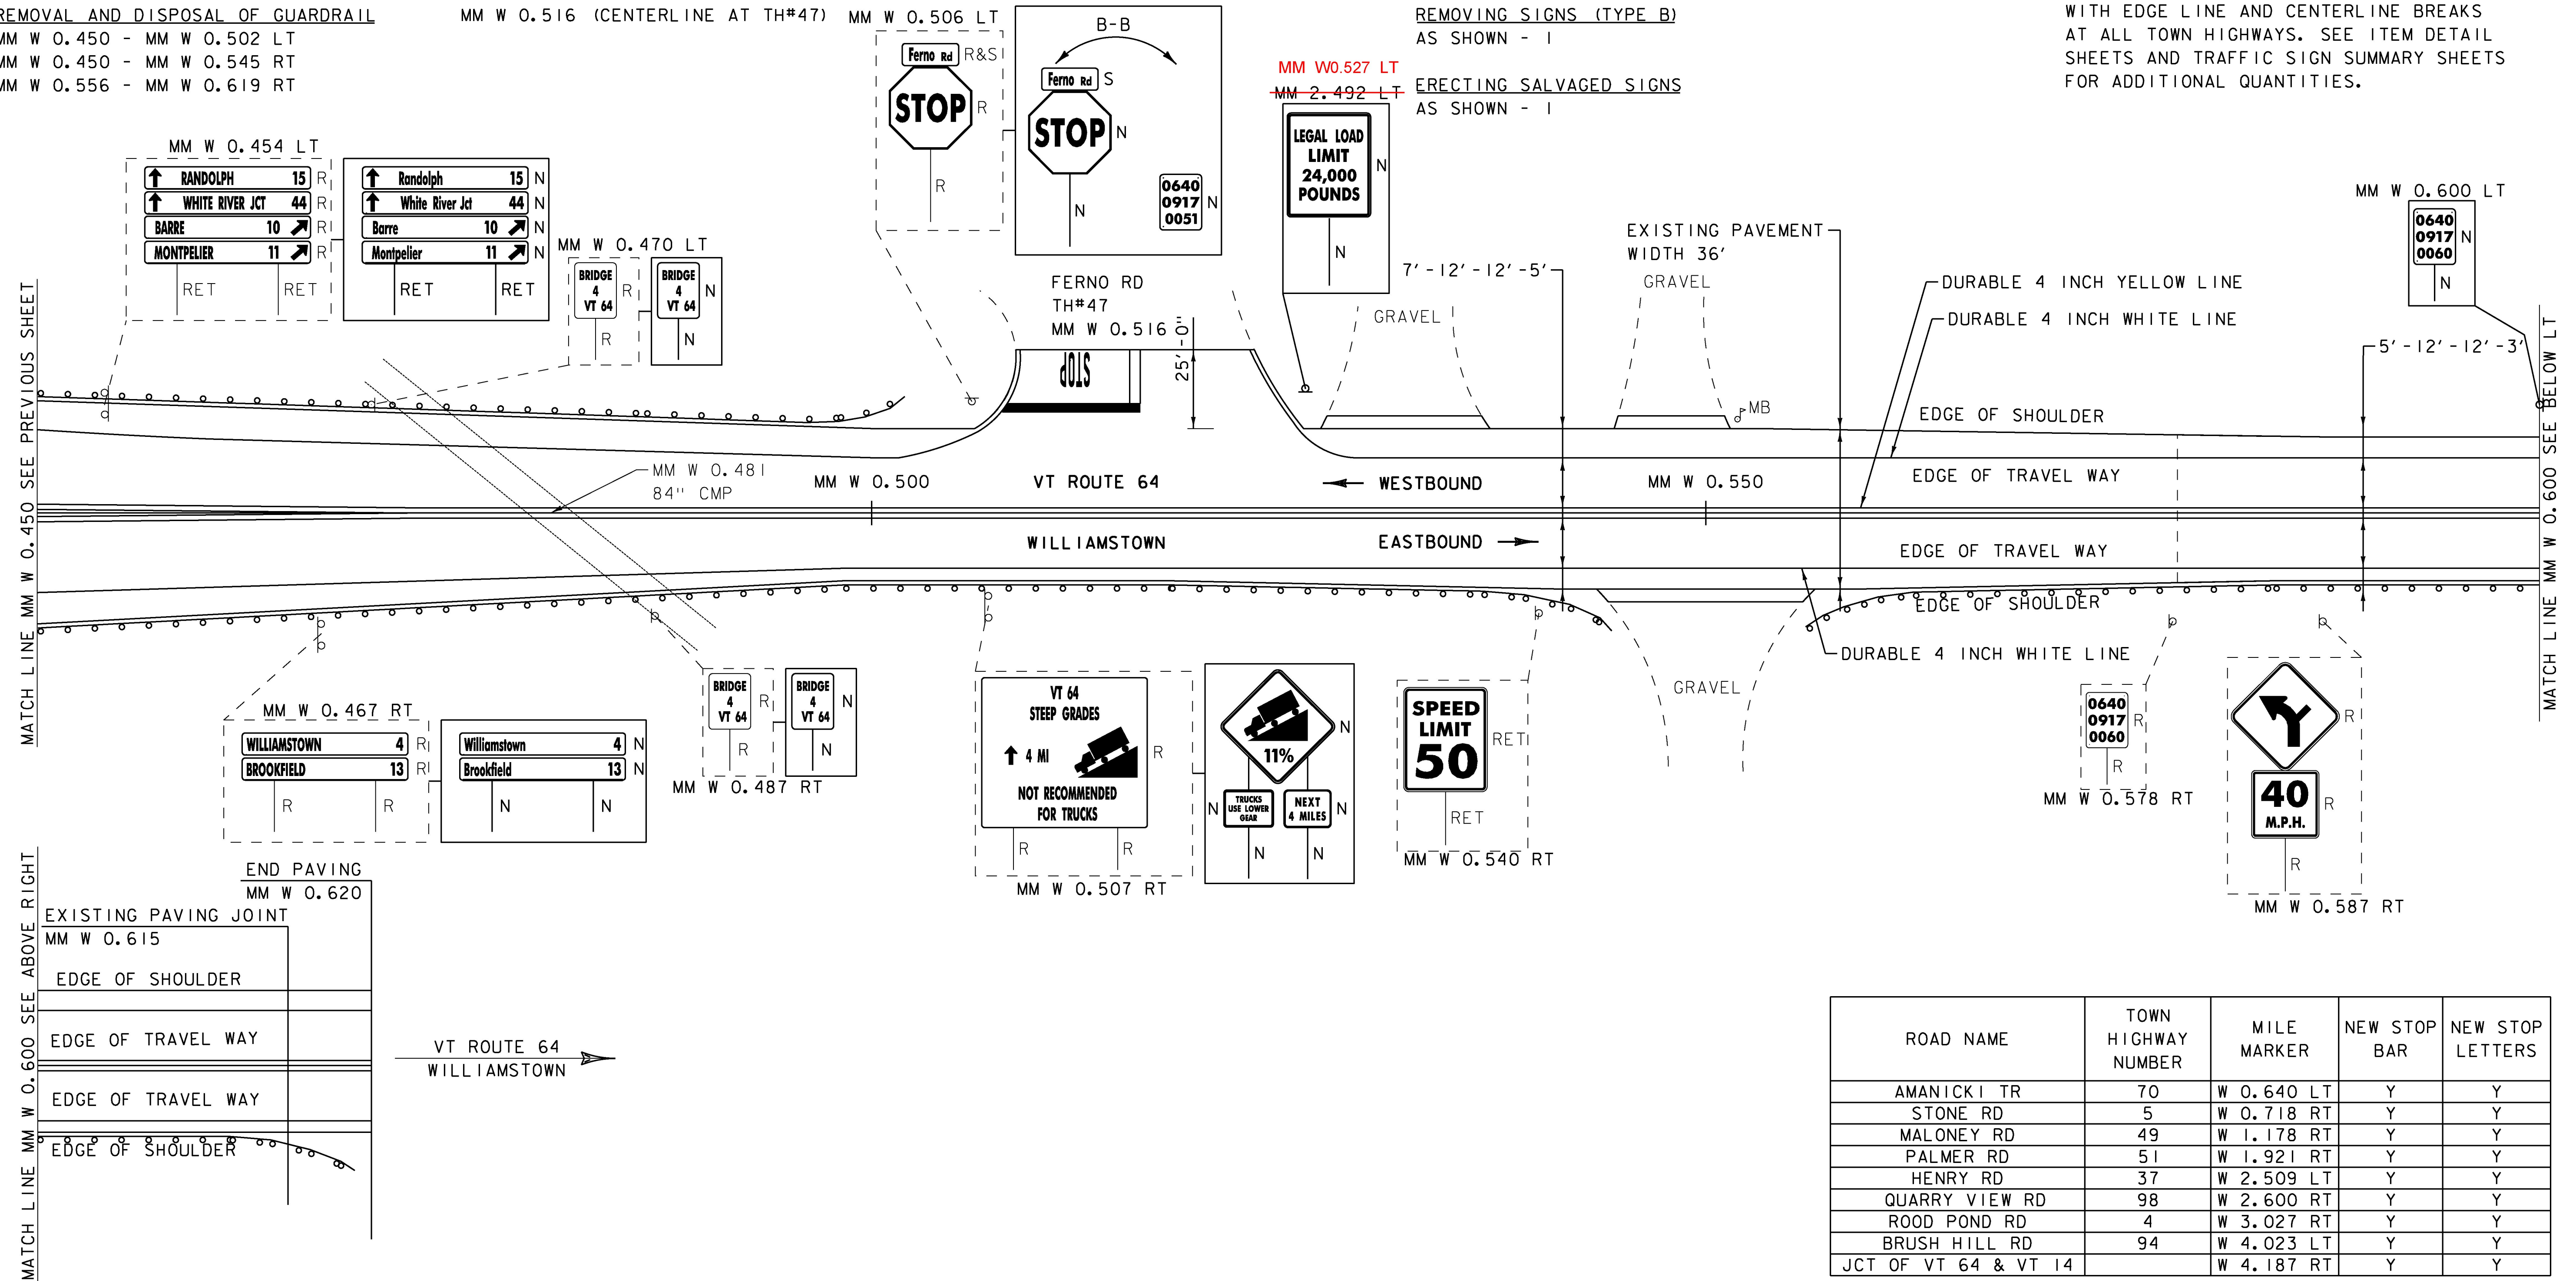 REMOVAL AND DISPOSAL OF GUARDRAIL
MM W 0.450 - MM W 0.502 LT
MM W 0.450 - MM W 0.545 RT
MM W 0.556 - MM W 0.619 RT
MM W 0.516 (CENTERLINE AT TH#47)
REMOVING SIGNS (TYPE B)
AS SHOWN - 1
ERECTING SALVAGED SIGNS
AS SHOWN - 1
WITH EDGE LINE AND CENTERLINE BREAKS
AT ALL TOWN HIGHWAYS. SEE ITEM DETAIL
SHEETS AND TRAFFIC SIGN SUMMARY SHEETS
FOR ADDITIONAL QUANTITIES.
MM W 0.454 LT
RANDOLPH 15 R
WHITE RIVER JCT 44 R
BARRE 10 R
MONTPELIER 11 R
RET RET
Randolph 15 N
White River Jct 44 N
Barre 10 N
Montpelier 11 N
RET RET
MM W 0.470 LT
BRIDGE
4
VT 64
R
R
BRIDGE
4
VT 64
N
N
MM W 0.506 LT
Ferno Rd R&S
STOP R
R
B-B
Ferno Rd S
STOP N
N
0640
0917
0051
N
FERNO RD
TH#47
MM W 0.516
STOP
25'-0"
MM W0.527 LT
MM 2.492 LT
LEGAL LOAD
LIMIT
24,000
POUNDS
N
N
7'-12'-12'-5'
GRAVEL
EXISTING PAVEMENT
WIDTH 36'
GRAVEL
MB
DURABLE 4 INCH YELLOW LINE
DURABLE 4 INCH WHITE LINE
MM W 0.600 LT
0640
0917
0060
N
N
5'-12'-12'-3'
MATCH LINE MM W 0.450 SEE PREVIOUS SHEET
MATCH LINE MM W 0.600 SEE BELOW LT
EDGE OF SHOULDER
EDGE OF TRAVEL WAY
MM W 0.481
84" CMP
MM W 0.500
VT ROUTE 64
WESTBOUND
MM W 0.550
WILLIAMSTOWN
EASTBOUND
EDGE OF TRAVEL WAY
EDGE OF SHOULDER
DURABLE 4 INCH WHITE LINE
GRAVEL
MM W 0.467 RT
WILLIAMSTOWN 4 R
BROOKFIELD 13 R
R R
Williamstown 4 N
Brookfield 13 N
N N
BRIDGE
4
VT 64
R
R
BRIDGE
4
VT 64
N
N
MM W 0.487 RT
VT 64
STEEP GRADES
4 MI
NOT RECOMMENDED
FOR TRUCKS
R
R R
MM W 0.507 RT
11%
N
N
TRUCKS
USE LOWER
GEAR
NEXT
4 MILES
N
N N
SPEED
LIMIT
50
RET
RET
MM W 0.540 RT
0640
0917
0060
R
R
MM W 0.578 RT
R
40
M.P.H.
R
R
MM W 0.587 RT
END PAVING
MM W 0.620
EXISTING PAVING JOINT
MM W 0.615
MATCH LINE MM W 0.600 SEE ABOVE RIGHT
EDGE OF SHOULDER
EDGE OF TRAVEL WAY
EDGE OF TRAVEL WAY
EDGE OF SHOULDER
VT ROUTE 64
WILLIAMSTOWN
ROAD NAME TOWN HIGHWAY NUMBER MILE MARKER NEW STOP BAR NEW STOP LETTERS
AMANICKI TR 70 W 0.640 LT Y Y
STONE RD 5 W 0.718 RT Y Y
MALONEY RD 49 W 1.178 RT Y Y
PALMER RD 51 W 1.921 RT Y Y
HENRY RD 37 W 2.509 LT Y Y
QUARRY VIEW RD 98 W 2.600 RT Y Y
ROOD POND RD 4 W 3.027 RT Y Y
BRUSH HILL RD 94 W 4.023 LT Y Y
JCT OF VT 64 & VT 14 W 4.187 RT Y Y